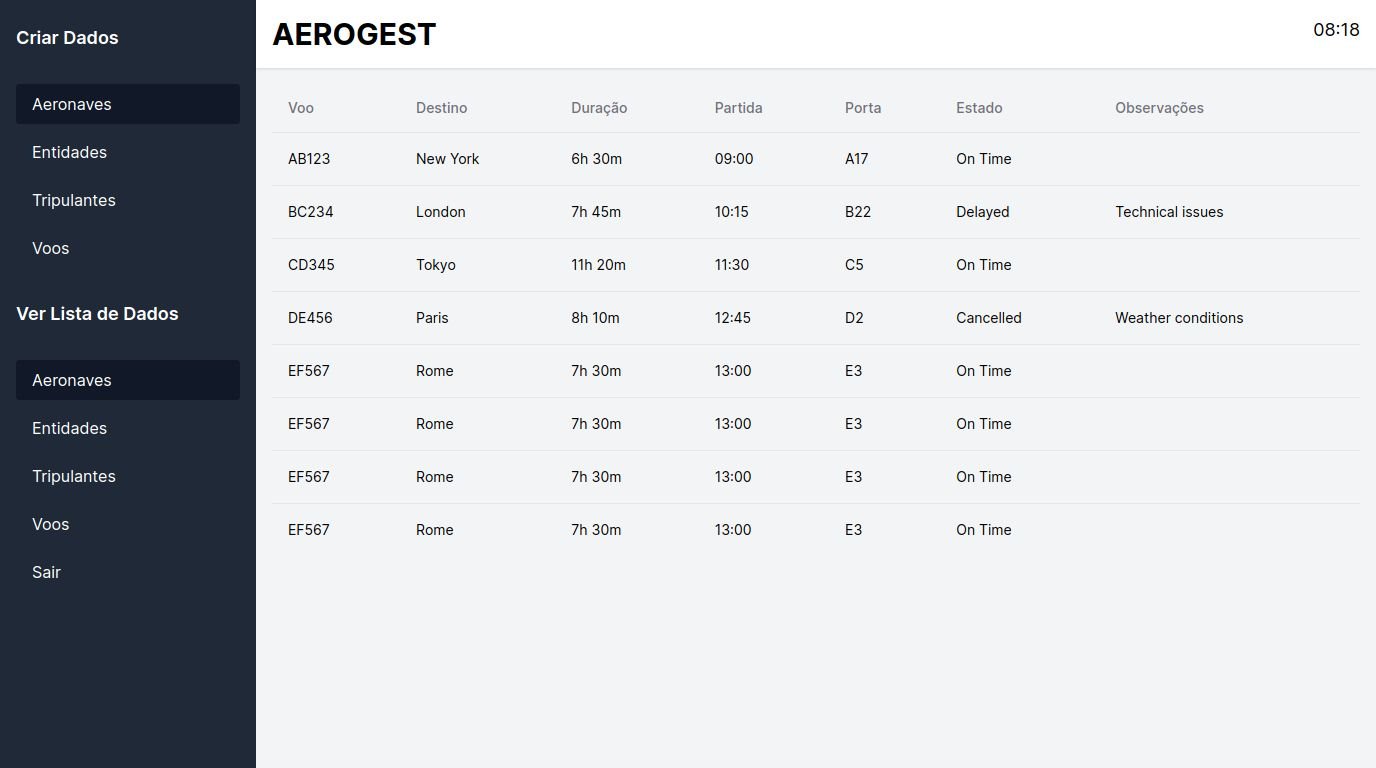 Criar Dados
Aeronaves
Entidades
Tripulantes
Voos
Ver Lista de Dados
Aeronaves
Entidades
Tripulantes
Voos
Sair
AEROGEST
08:18
Voo Destino Duração Partida Porta Estado Observações
AB123 New York 6h 30m 09:00 A17 On Time
BC234 London 7h 45m 10:15 B22 Delayed Technical issues
CD345 Tokyo 11h 20m 11:30 C5 On Time
DE456 Paris 8h 10m 12:45 D2 Cancelled Weather conditions
EF567 Rome 7h 30m 13:00 E3 On Time
EF567 Rome 7h 30m 13:00 E3 On Time
EF567 Rome 7h 30m 13:00 E3 On Time
EF567 Rome 7h 30m 13:00 E3 On Time